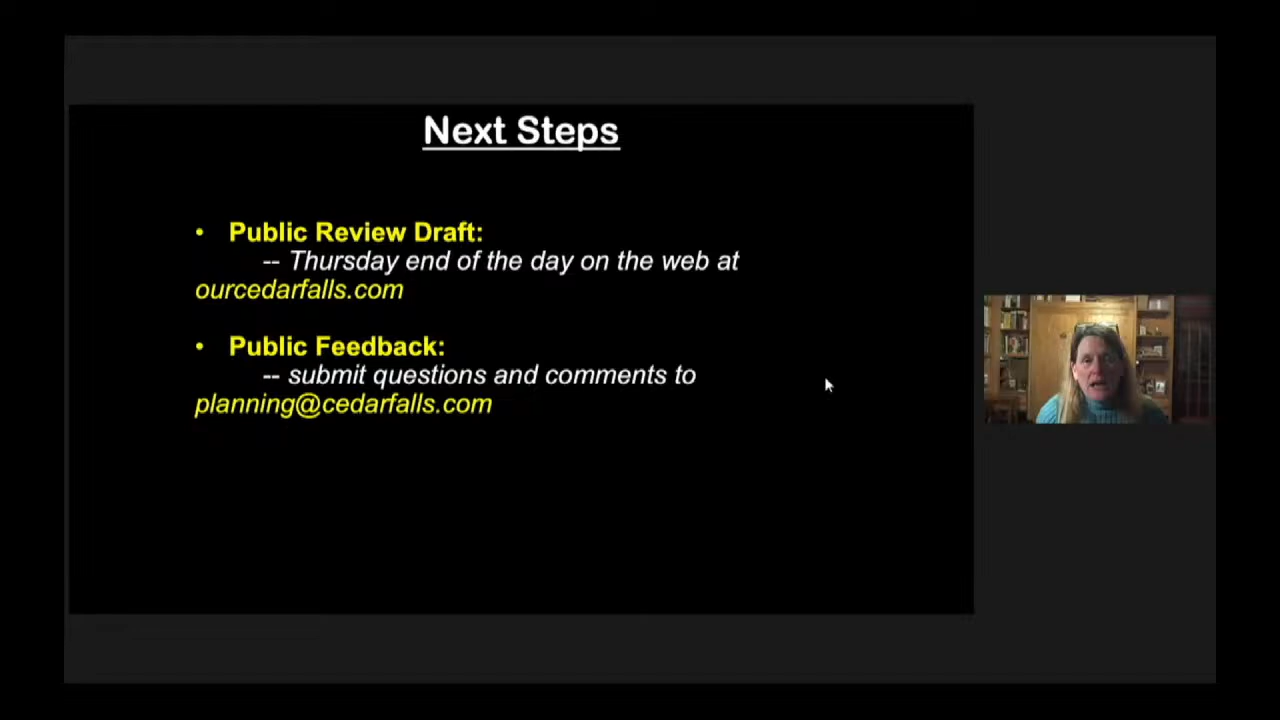 Next Steps
• Public Review Draft:
-- Thursday end of the day on the web at
ourcedarfalls.com
• Public Feedback:
-- submit questions and comments to
planning@cedarfalls.com